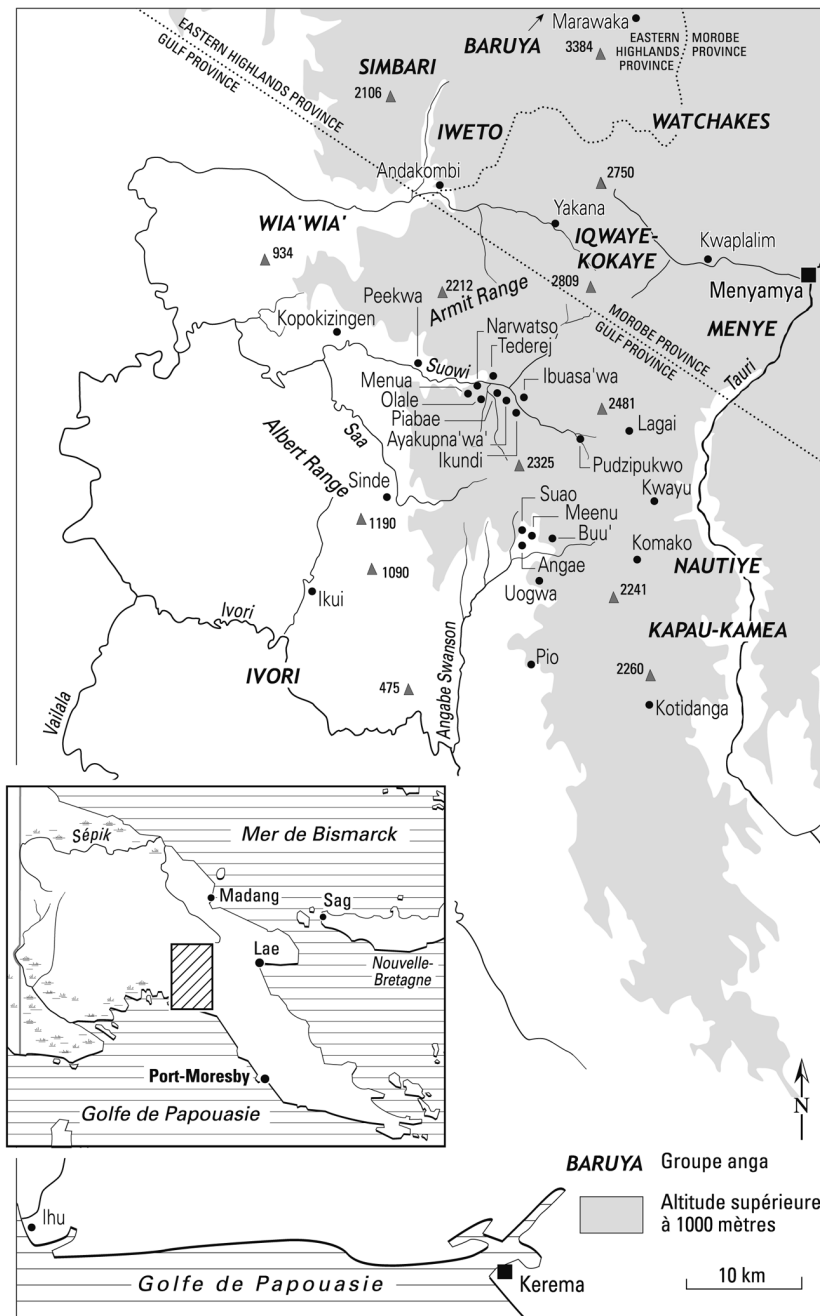 Marawaka
BARUYA
3384
EASTERN
HIGHLANDS
PROVINCE
MOROBE
PROVINCE
EASTERN HIGHLANDS PROVINCE
GULF PROVINCE
SIMBARI
2106
IWETO
WATCHAKES
Andakombi
2750
WIA'WIA'
Yakana
IQWAYE-
KOKAYE
Kwaplalim
934
2212
Armit Range
2809
Menyamya
Peekwa
MOROBE PROVINCE
GULF PROVINCE
MENYE
Kopokizingen
Narwatso
Tederej
Suowi
Ibuasa'wa
Tauri
Menua
Olale
Piabae
Ayakupna'wa'
Ikundi
2481
Lagai
Saa
Albert Range
2325
Pudzipukwo
Sinde
Suao
Kwayu
Meenu
1190
Buu'
Angae
Komako
NAUTIYE
1090
Ikui
Uogwa
2241
Ivori
KAPAU-KAMEA
IVORI
Pio
475
Angabe Swanson
2260
Vailala
Kotidanga
Sépik
Mer de Bismarck
Madang
Sag
Lae
Nouvelle-
Bretagne
Port-Moresby
Golfe de Papouasie
N
BARUYA Groupe anga
Altitude supérieure
à 1000 mètres
Ihu
Golfe de Papouasie
Kerema
10 km